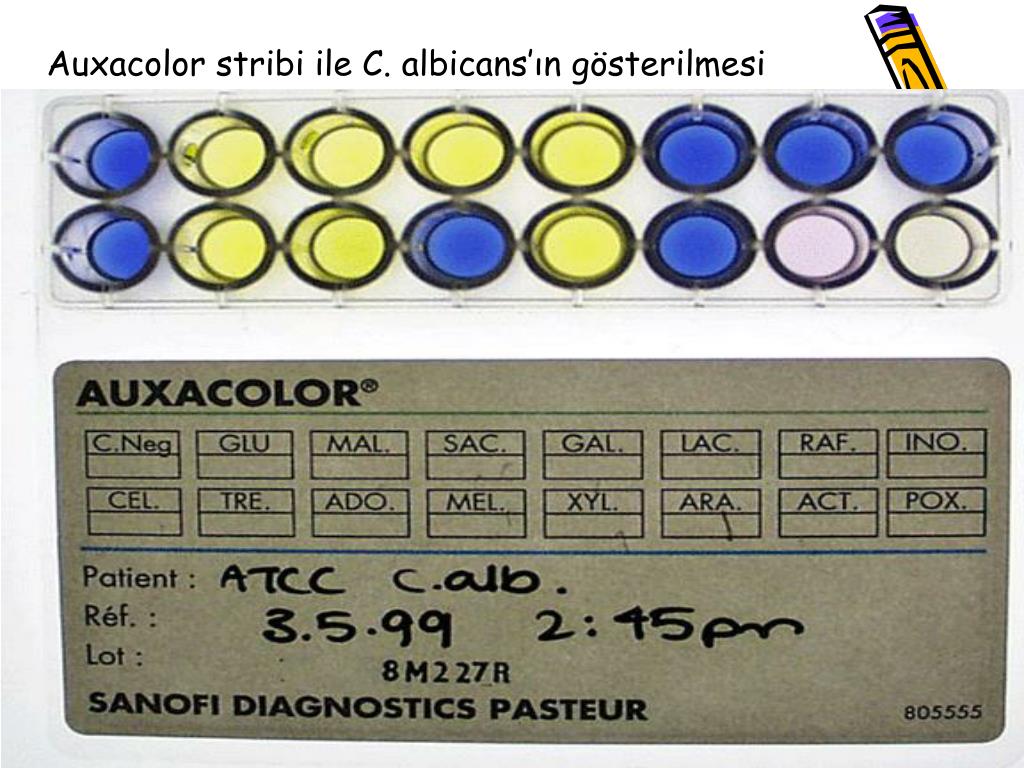 Auxacolor stribi ile C. albicans’ın gösterilmesi
AUXACOLOR®
C.Neg GLU MAL. SAC. GAL. LAC. RAF. INO.
CEL. TRE. ADO. MEL. XYL. ARA. ACT. POX.
Patient : ATCC C.alb.
Réf. : 3.5.99 2:45pm
Lot : 8M227R
SANOFI DIAGNOSTICS PASTEUR 805555